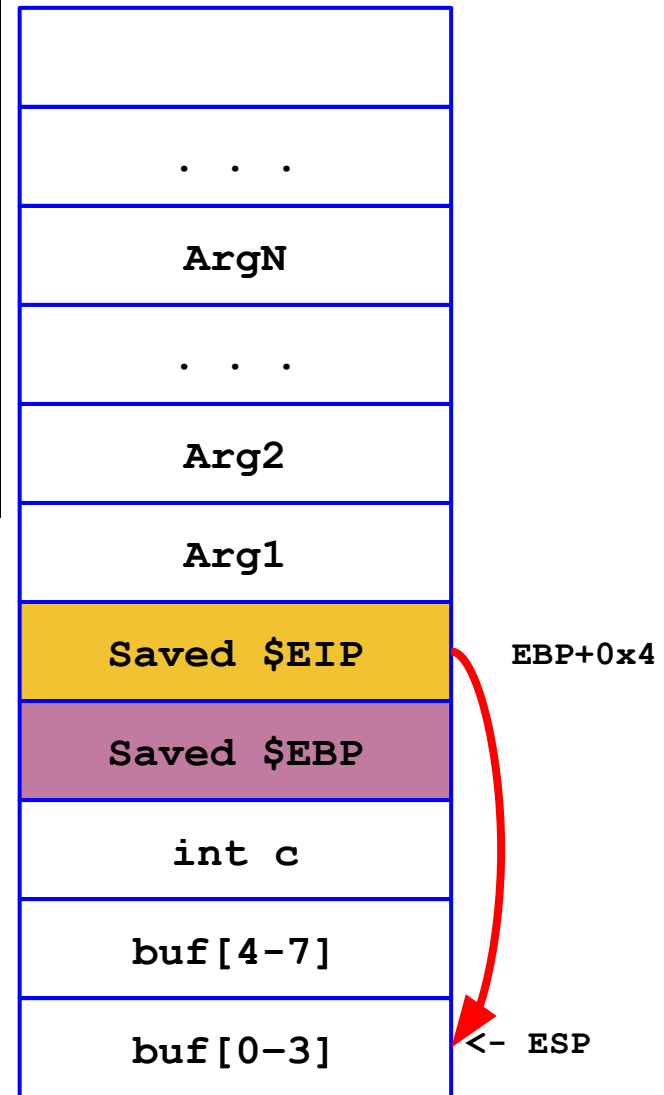 . . .
ArgN
. . .
Arg2
Arg1
Saved $EIP EBP+0x4
Saved $EBP
int c
buf[4-7]
buf[0–3] <- ESP